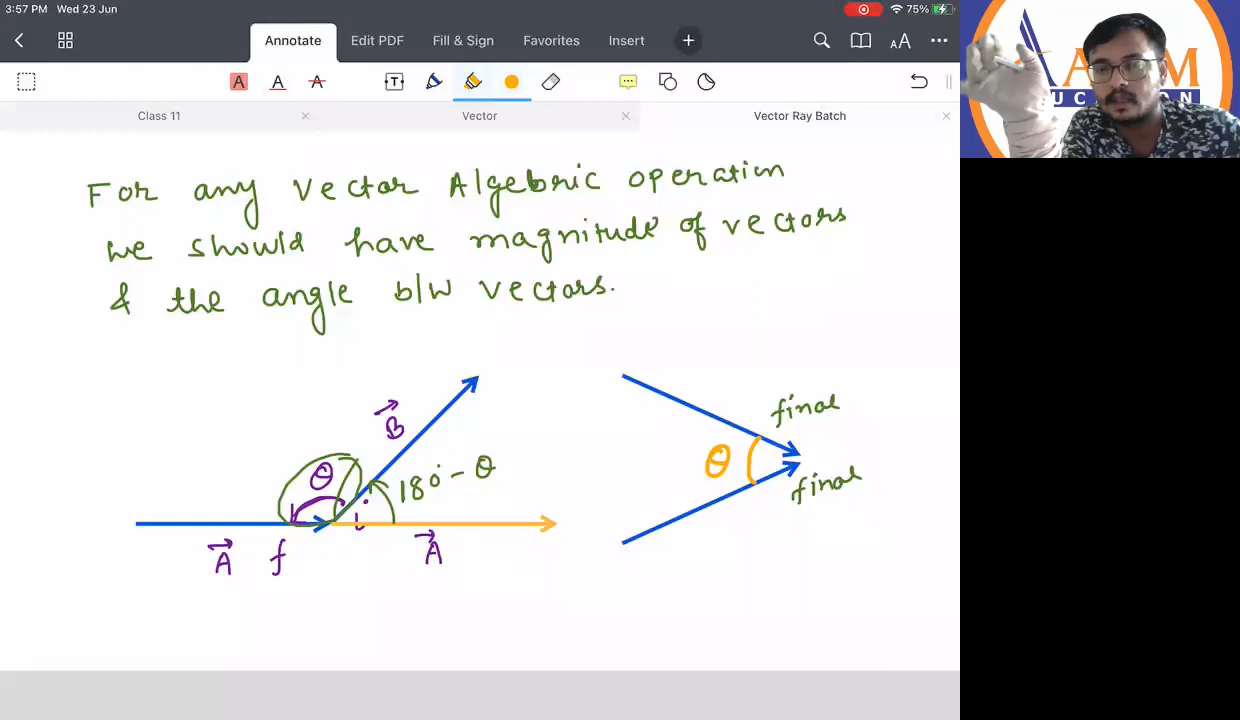 3:57 PM Wed 23 Jun
75%
Annotate Edit PDF Fill & Sign Favorites Insert
Class 11
Vector
Vector Ray Batch
For any Vector Algebric operation
we should have magnitude of vectors
& the angle b/w vectors.
B
θ
180° - θ
i
A f
A
final
θ
final